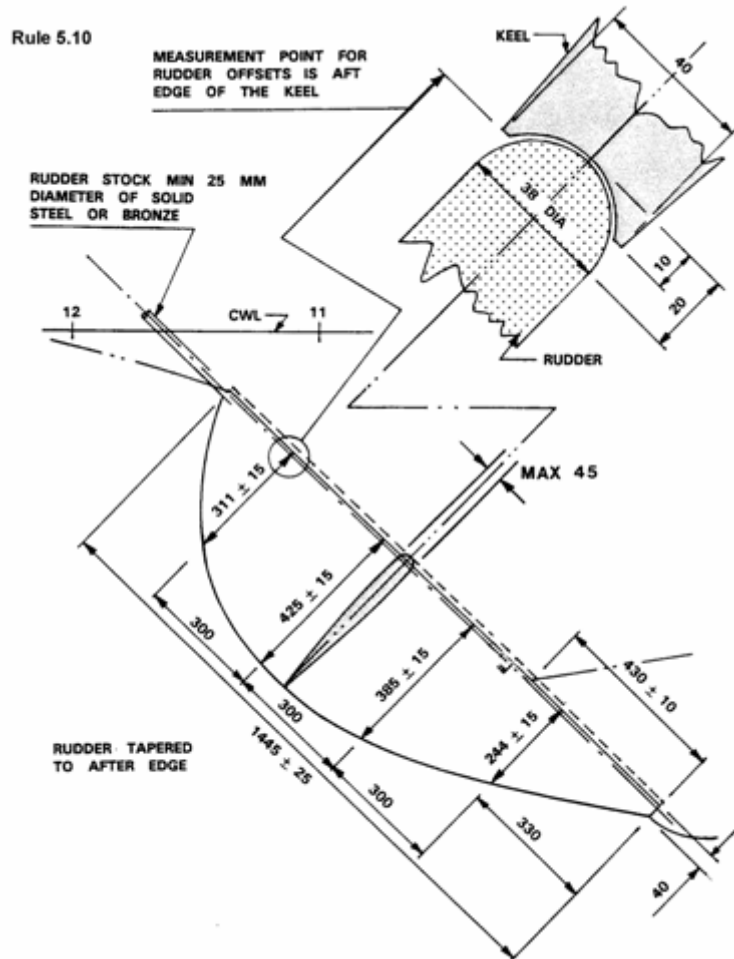 Rule 5.10
MEASUREMENT POINT FOR
RUDDER OFFSETS IS AFT
EDGE OF THE KEEL
KEEL
40
RUDDER STOCK MIN 25 MM
DIAMETER OF SOLID
STEEL OR BRONZE
38 DIA
10
20
12
CWL
11
RUDDER
MAX 45
311 ± 15
425 ± 15
385 ± 15
430 ± 10
244 ± 15
300
300
1445 ± 25
300
330
40
RUDDER TAPERED
TO AFTER EDGE